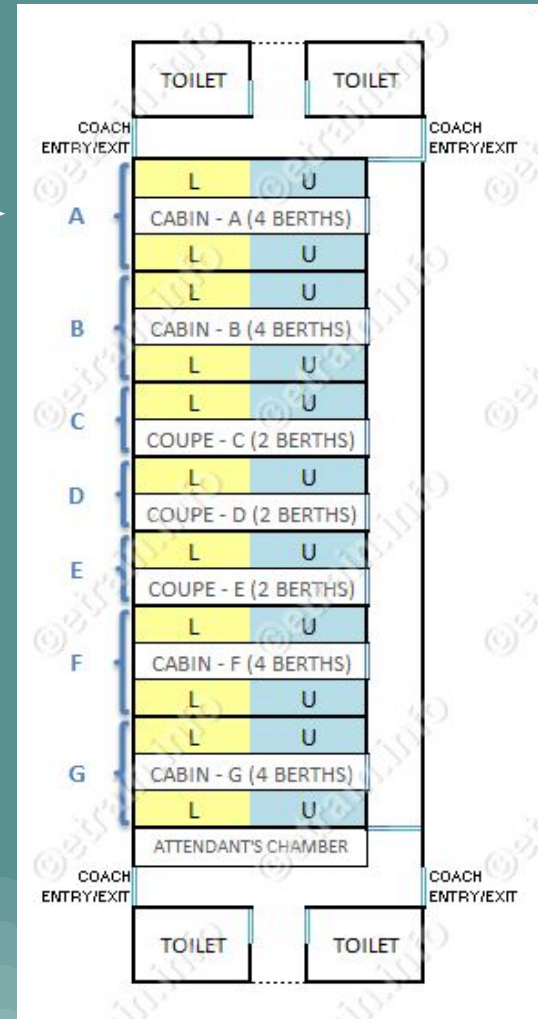 TOILET TOILET
COACH ENTRY/EXIT
COACH ENTRY/EXIT
A
L U
CABIN - A (4 BERTHS)
L U
B
L U
CABIN - B (4 BERTHS)
L U
C
L U
COUPE - C (2 BERTHS)
D
L U
COUPE - D (2 BERTHS)
E
L U
COUPE - E (2 BERTHS)
F
L U
CABIN - F (4 BERTHS)
L U
G
L U
CABIN - G (4 BERTHS)
L U
ATTENDANT'S CHAMBER
COACH ENTRY/EXIT
COACH ENTRY/EXIT
TOILET TOILET
©etrain.info